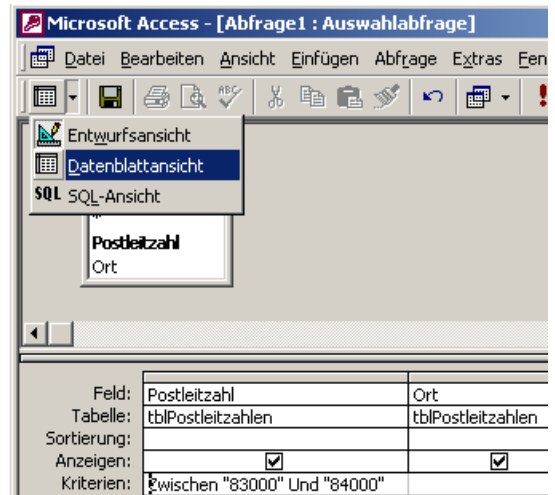 Microsoft Access - [Abfrage1 : Auswahlabfrage]
Datei Bearbeiten Ansicht Einfügen Abfrage Extras Fen
ABC
Entwurfsansicht
Datenblattansicht
SQL SQL-Ansicht
*
Postleitzahl
Ort
Feld: Postleitzahl Ort
Tabelle: tblPostleitzahlen tblPostleitzahlen
Sortierung:
Anzeigen:
Kriterien: Zwischen "83000" Und "84000"